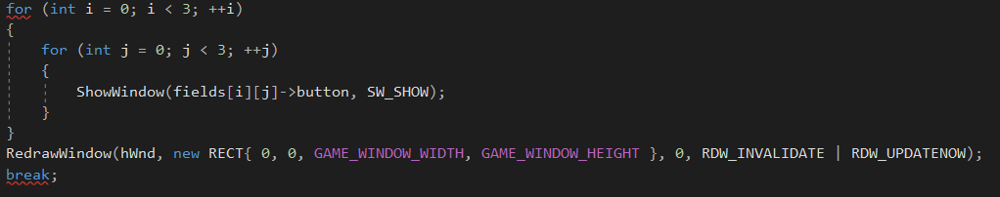 for (int i = 0; i < 3; ++i)
{
    for (int j = 0; j < 3; ++j)
    {
        ShowWindow(fields[i][j]->button, SW_SHOW);
    }
}
RedrawWindow(hWnd, new RECT{ 0, 0, GAME_WINDOW_WIDTH, GAME_WINDOW_HEIGHT }, 0, RDW_INVALIDATE | RDW_UPDATENOW);
break;